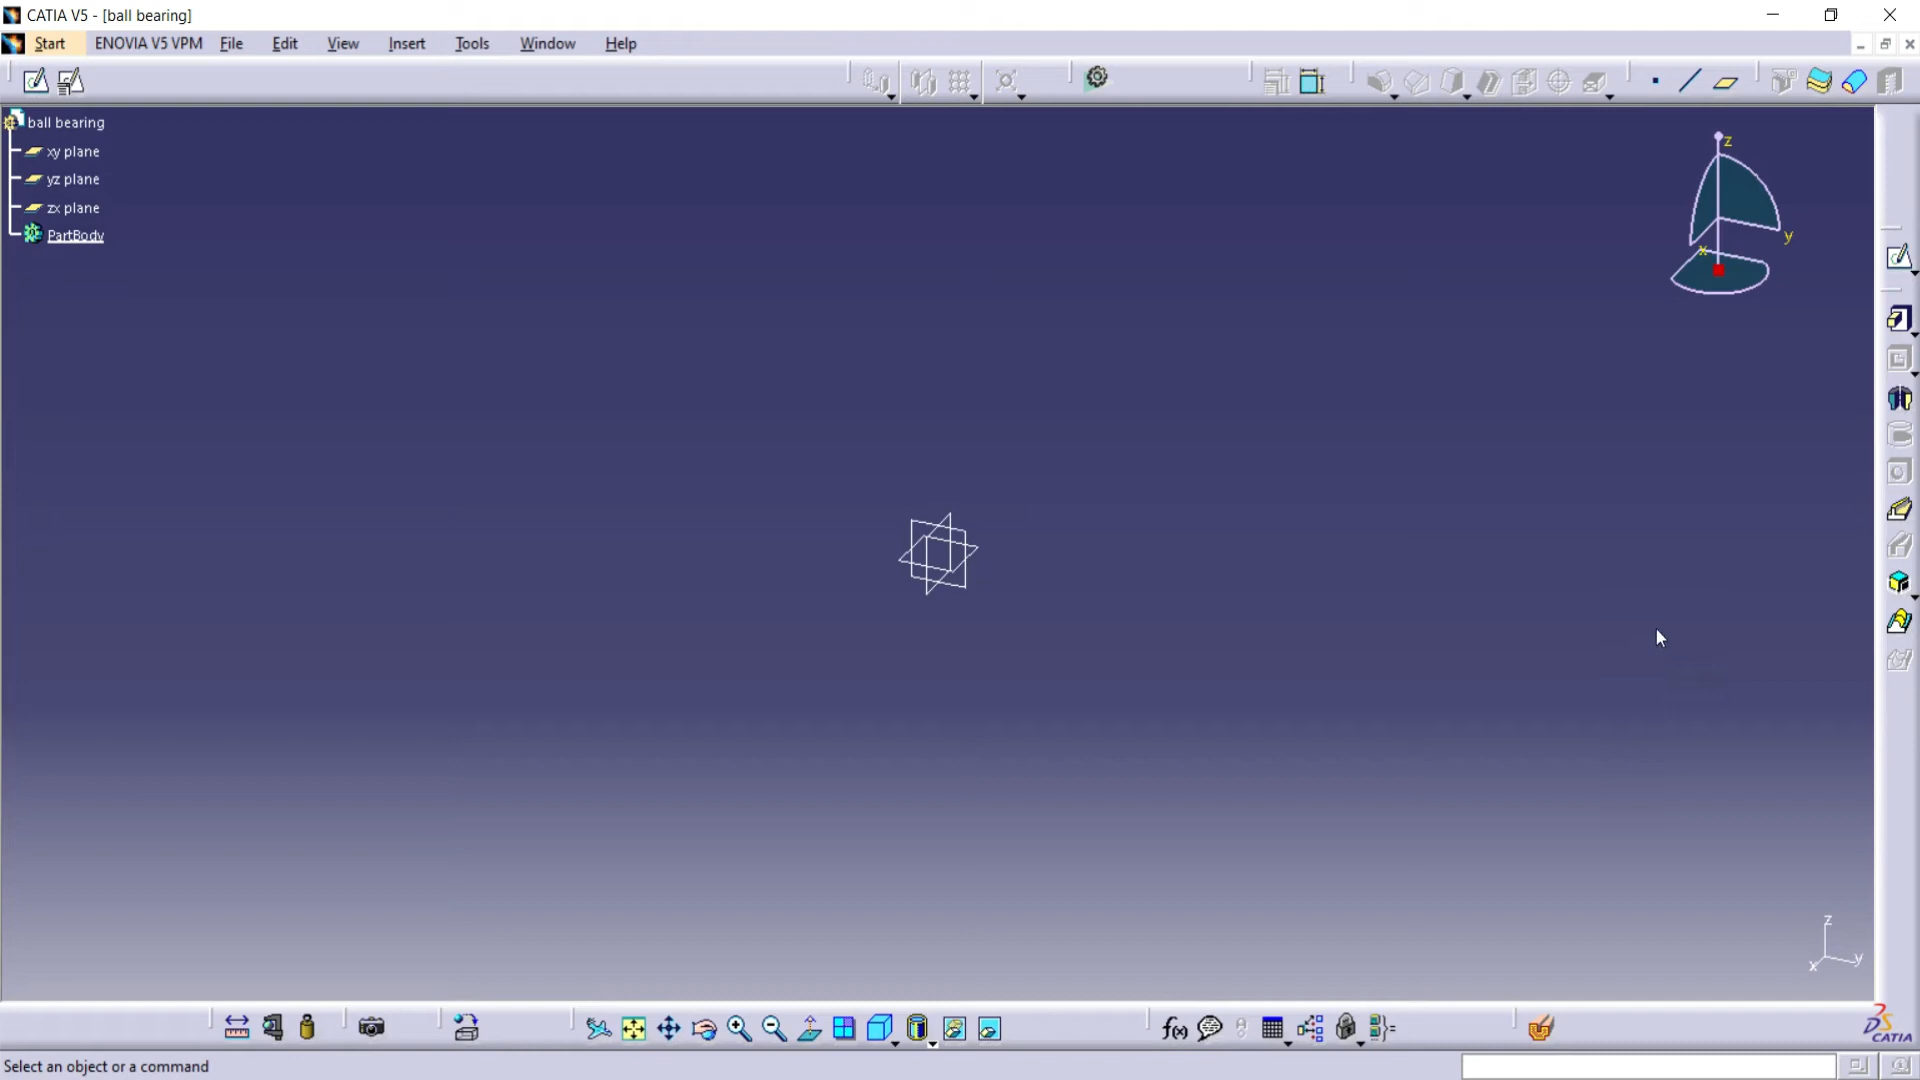 CATIA V5 - [ball bearing]
Start ENOVIA V5 VPM File Edit View Insert Tools Window Help
ball bearing
xy plane
yz plane
zx plane
PartBody
z
y
x
z
y
x
f(x)
CATIA
Select an object or a command